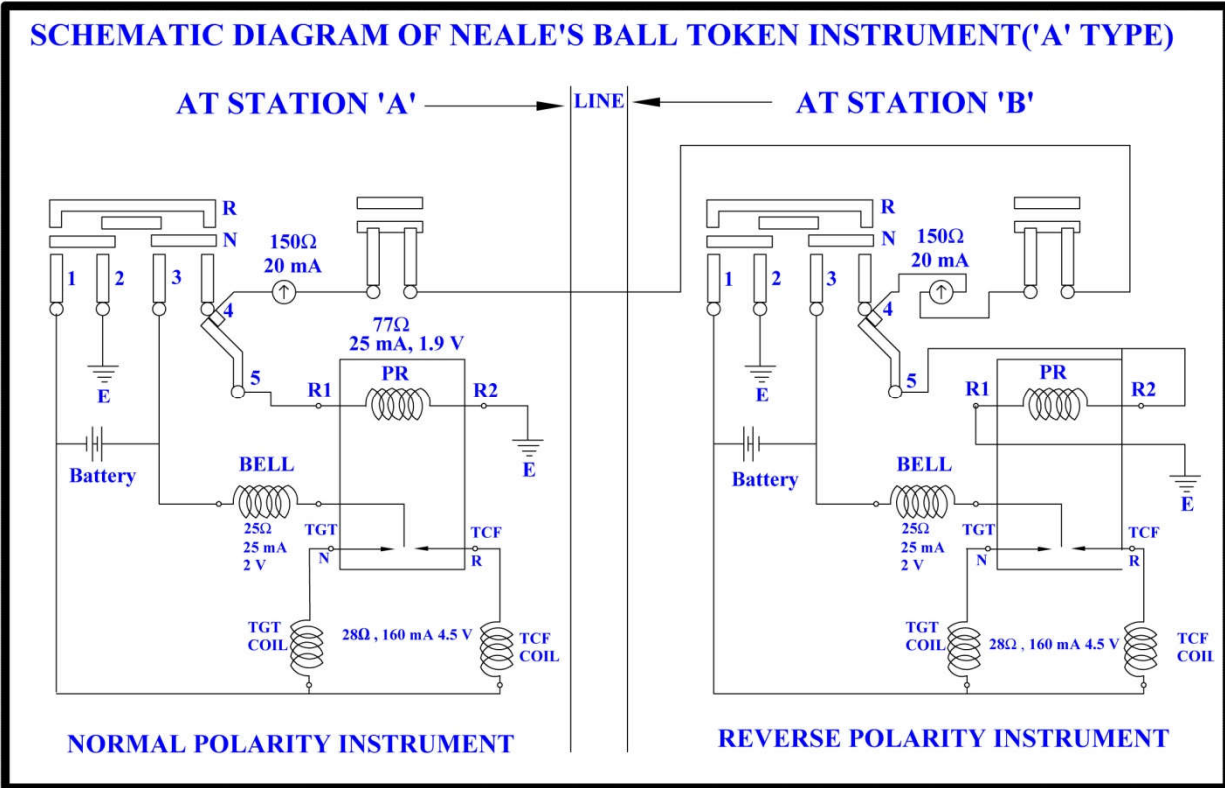 SCHEMATIC DIAGRAM OF NEALE'S BALL TOKEN INSTRUMENT('A' TYPE)
AT STATION 'A'
LINE
AT STATION 'B'
R
N
1
2
3
4
5
E
150Ω
20 mA
77Ω
25 mA, 1.9 V
PR
R1
R2
E
Battery
BELL
25Ω
25 mA
2 V
TGT
N
TCF
R
TGT
COIL
28Ω , 160 mA 4.5 V
TCF
COIL
NORMAL POLARITY INSTRUMENT
R
N
1
2
3
4
5
E
150Ω
20 mA
PR
R1
R2
E
Battery
BELL
25Ω
25 mA
2 V
TGT
N
TCF
R
TGT
COIL
28Ω , 160 mA 4.5 V
TCF
COIL
REVERSE POLARITY INSTRUMENT